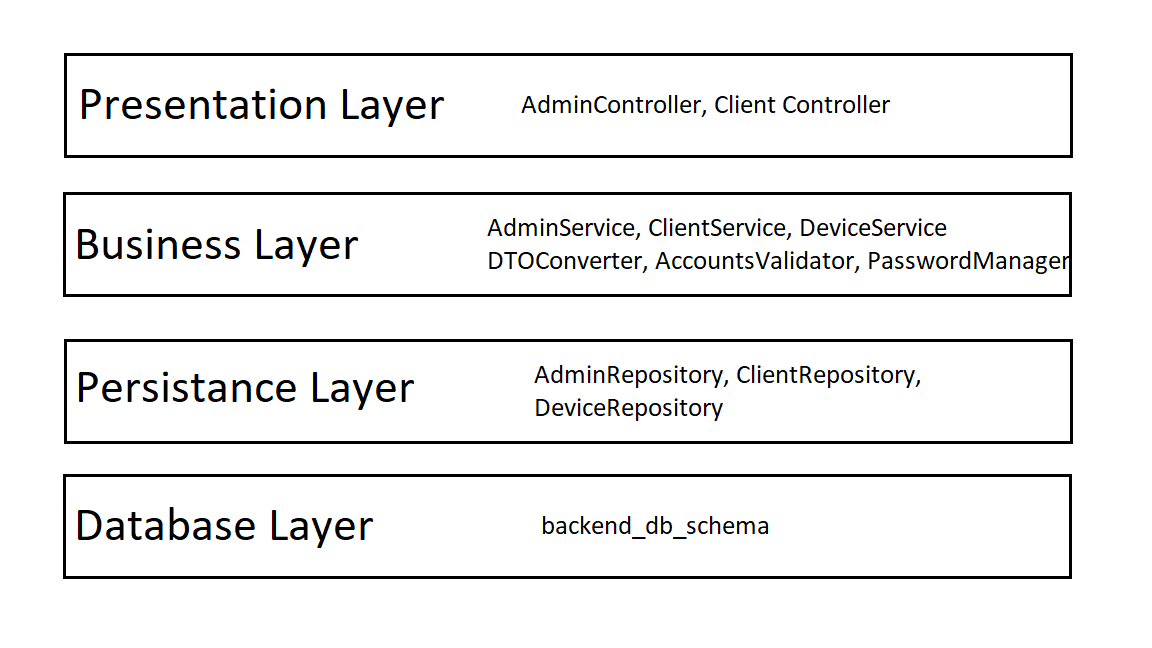 Presentation Layer
AdminController, Client Controller
Business Layer
AdminService, ClientService, DeviceService
DTOConverter, AccountsValidator, PasswordManager
Persistance Layer
AdminRepository, ClientRepository,
DeviceRepository
Database Layer
backend_db_schema